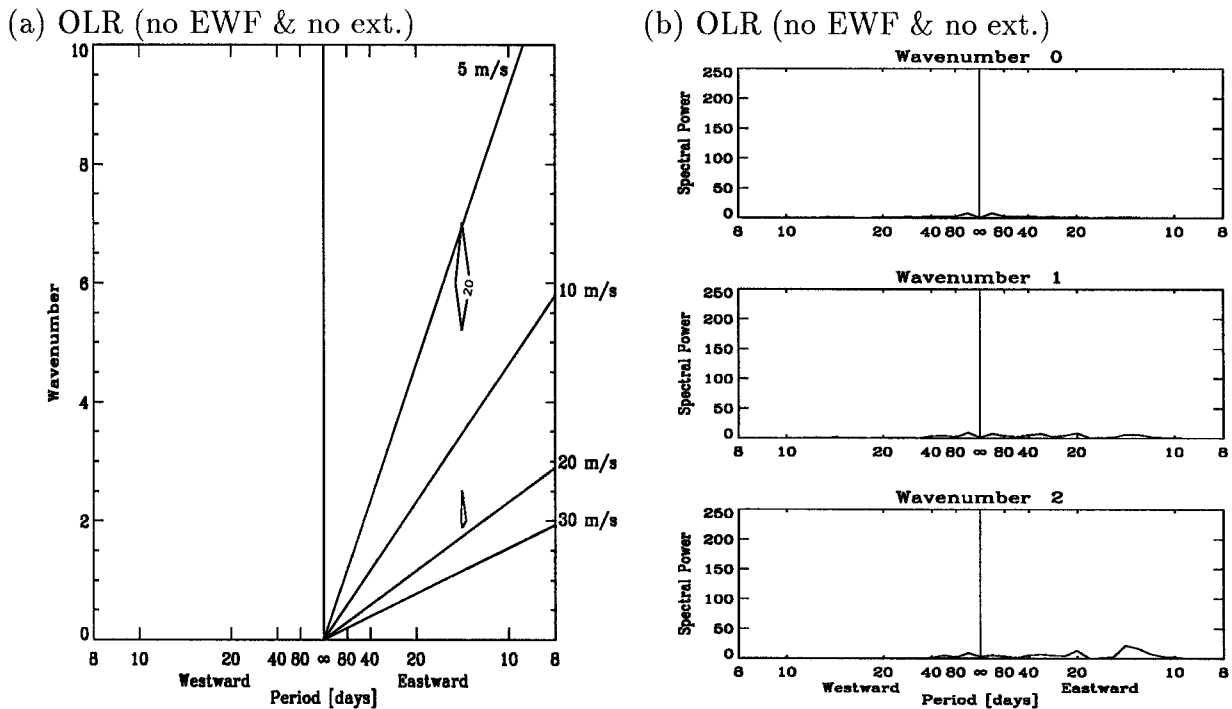 (a) OLR (no EWF & no ext.)
10
8
6
4
2
0
Wavenumber
5 m/s
10 m/s
20 m/s
30 m/s
20
8 10 20 40 80 ∞ 80 40 20 10 8
Westward Eastward
Period [days]
(b) OLR (no EWF & no ext.)
Wavenumber 0
250
200
150
100
50
0
Spectral Power
8 10 20 40 80 ∞ 80 40 20 10 8
Wavenumber 1
250
200
150
100
50
0
Spectral Power
8 10 20 40 80 ∞ 80 40 20 10 8
Wavenumber 2
250
200
150
100
50
0
Spectral Power
8 10 20 40 80 ∞ 80 40 20 10 8
Westward Eastward
Period [days]